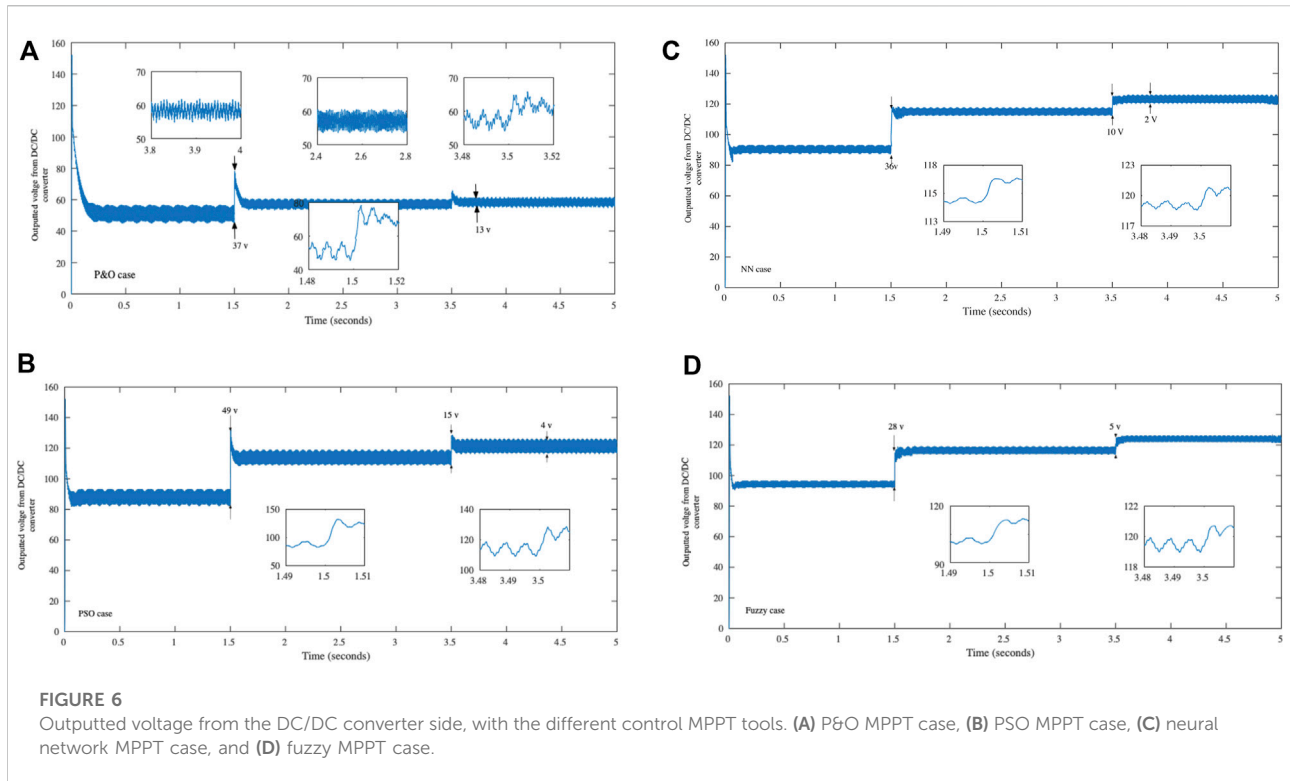 A
160
140
120
100
80
60
40
20
0
Outputted voltge from DC/DC
converter
70
60
50
3.8
3.9
4
70
60
50
2.4
2.6
2.8
70
60
50
3.48
3.5
3.52
80
60
40
1.48
1.5
1.52
37 v
13 v
P&O case
0 0.5 1 1.5 2 2.5 3 3.5 4 4.5 5
Time (seconds)
C
160
140
120
100
80
60
40
20
0
Outputted voltge from DC/DC
converter
36v
10 V
2 V
118
115
113
1.49
1.5
1.51
123
120
117
3.48
3.49
3.5
NN case
0 0.5 1 1.5 2 2.5 3 3.5 4 4.5 5
Time (seconds)
B
160
140
120
100
80
60
40
20
0
Outputted voltge from DC/DC
converter
49 v
15 v
4 v
150
100
50
1.49
1.5
1.51
140
120
100
3.48
3.49
3.5
PSO case
0 0.5 1 1.5 2 2.5 3 3.5 4 4.5 5
Time (seconds)
D
160
140
120
100
80
60
40
20
0
Outputted voltge from DC/DC
converter
28 v
5 v
120
90
1.49
1.5
1.51
122
120
118
3.48
3.49
3.5
Fuzzy case
0 0.5 1 1.5 2 2.5 3 3.5 4 4.5 5
Time (seconds)
FIGURE 6
Outputted voltage from the DC/DC converter side, with the different control MPPT tools. (A) P&O MPPT case, (B) PSO MPPT case, (C) neural
network MPPT case, and (D) fuzzy MPPT case.